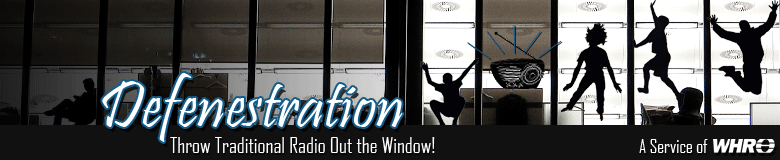 Defenestration
Throw Traditional Radio Out the Window!
A Service of WHRO